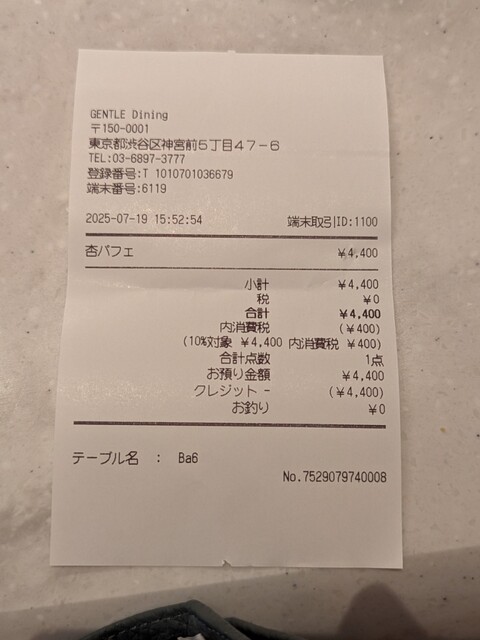 GENTLE Dining
〒150-0001
東京都渋谷区神宮前5丁目47-6
TEL:03-6897-3777
登録番号:T 1010701036679
端末番号:6119
2025-07-19 15:52:54 端末取引ID:1100
杏パフェ ¥4,400
小計 ¥4,400
税 ¥0
合計 ¥4,400
内消費税 (¥400)
(10%対象 ¥4,400 内消費税 ¥400)
合計点数 1点
お預り金額 ¥4,400
クレジット - (¥4,400)
お釣り ¥0
テーブル名 : Ba6
No.7529079740008